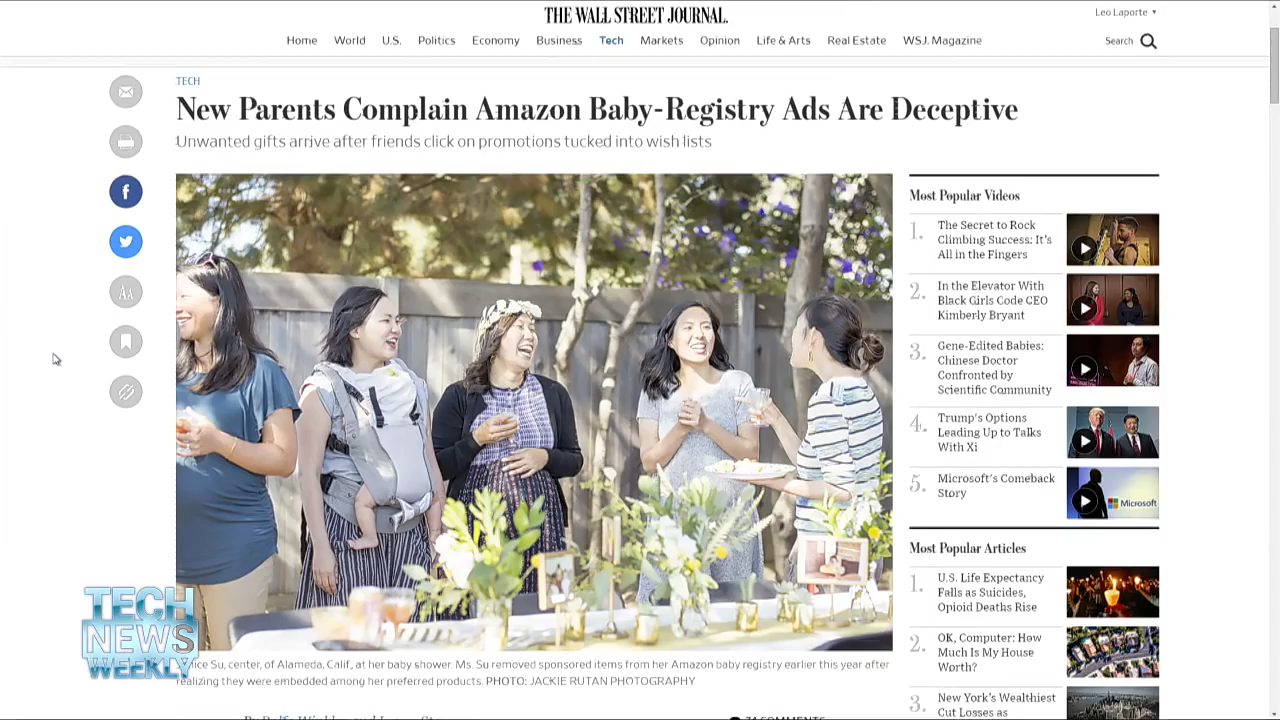 THE WALL STREET JOURNAL.
Leo Laporte
Home World U.S. Politics Economy Business Tech Markets Opinion Life & Arts Real Estate WSJ. Magazine
Search
TECH
New Parents Complain Amazon Baby-Registry Ads Are Deceptive
Unwanted gifts arrive after friends click on promotions tucked into wish lists
AA
Most Popular Videos
1. The Secret to Rock
Climbing Success: It's
All in the Fingers
2. In the Elevator With
Black Girls Code CEO
Kimberly Bryant
3. Gene-Edited Babies:
Chinese Doctor
Confronted by
Scientific Community
4. Trump's Options
Leading Up to Talks
With Xi
5. Microsoft's Comeback
Story
Microsoft
Most Popular Articles
1. U.S. Life Expectancy
Falls as Suicides,
Opioid Deaths Rise
2. OK, Computer: How
Much Is My House
Worth?
3. New York's Wealthiest
Cut Losses as
TECH
NEWS
WEEKLY
Su, center, of Alameda, Calif., at her baby shower. Ms. Su removed sponsored items from her Amazon baby registry earlier this year after
realizing they were embedded among her preferred products. PHOTO: JACKIE RUTAN PHOTOGRAPHY
COMMENTS